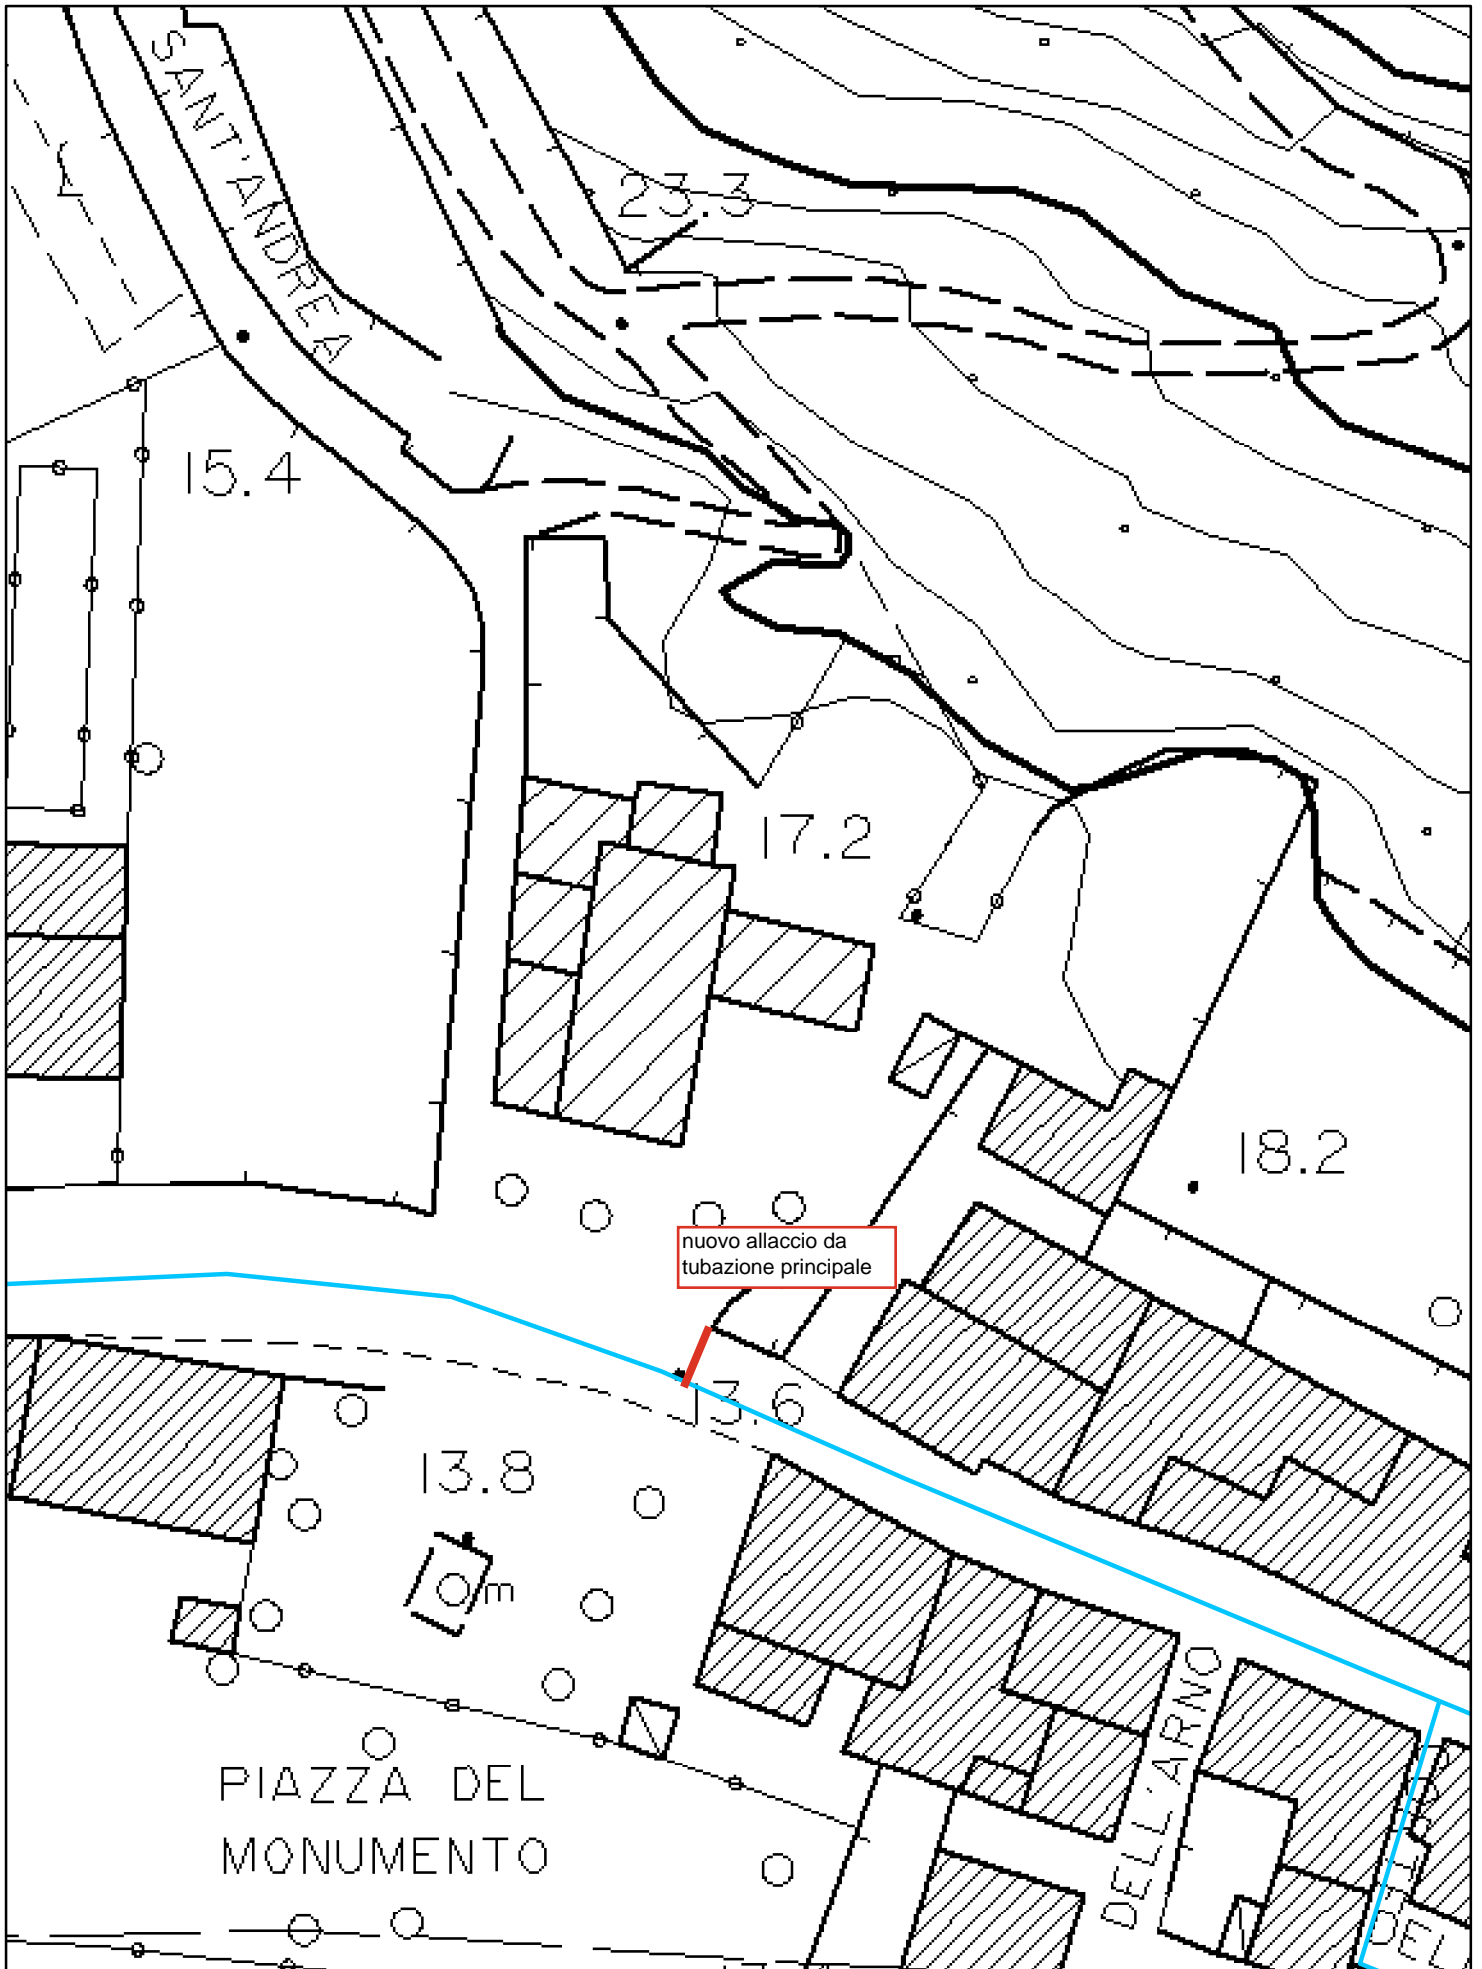 SANT'ANDREA
23.3
15.4
17.2
18.2
nuovo allaccio da
tubazione principale
13.6
13.8
m
PIAZZA DEL
MONUMENTO
DELL'ARNO
DEL